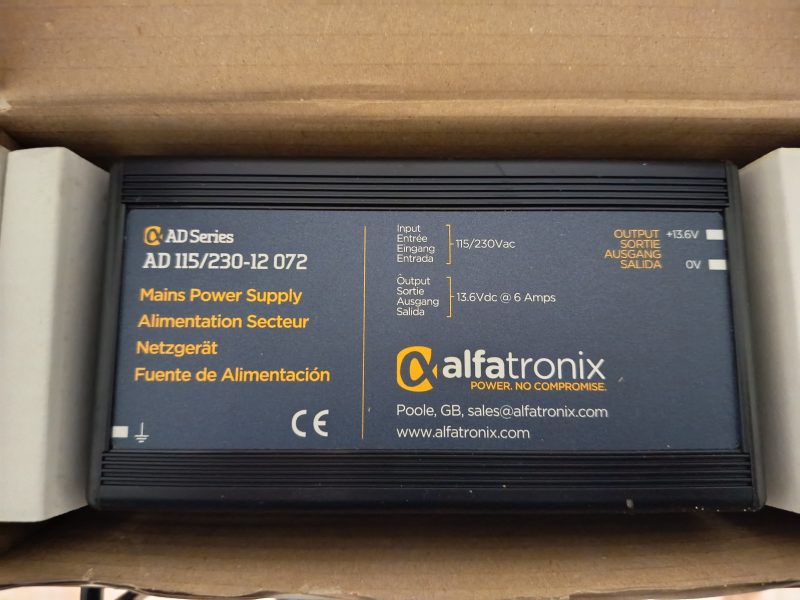 AD Series
AD 115/230-12 072
Mains Power Supply
Alimentation Secteur
Netzgerät
Fuente de Alimentación
CE
Input
Entrée
Eingang
Entrada
115/230Vac
Output
Sortie
Ausgang
Salida
13.6Vdc @ 6 Amps
OUTPUT +13.6V
SORTIE
AUSGANG
SALIDA 0V
alfatronix
POWER. NO COMPROMISE.
Poole, GB, sales@alfatronix.com
www.alfatronix.com